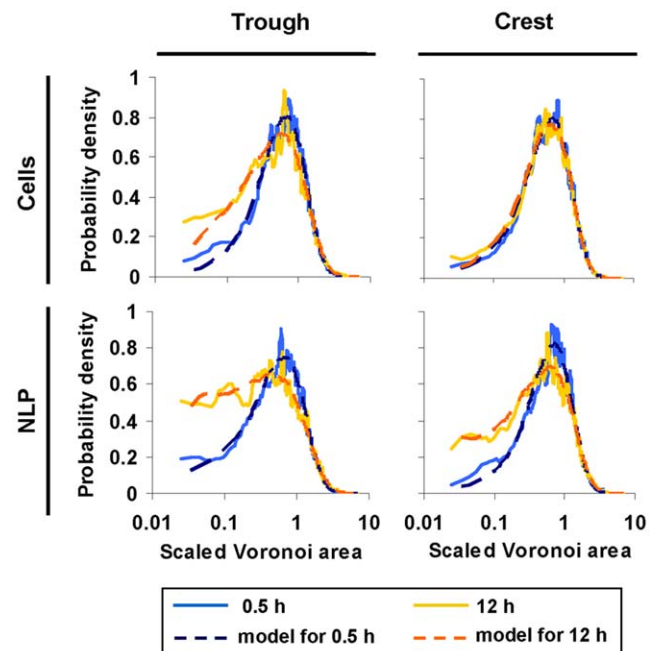 Trough
Crest
Cells
Probability density
1
0.8
0.6
0.4
0.2
0
NLP
Probability density
1
0.8
0.6
0.4
0.2
0
0.01 0.1 1 10
0.01 0.1 1 10
Scaled Voronoi area
Scaled Voronoi area
0.5 h
12 h
model for 0.5 h
model for 12 h